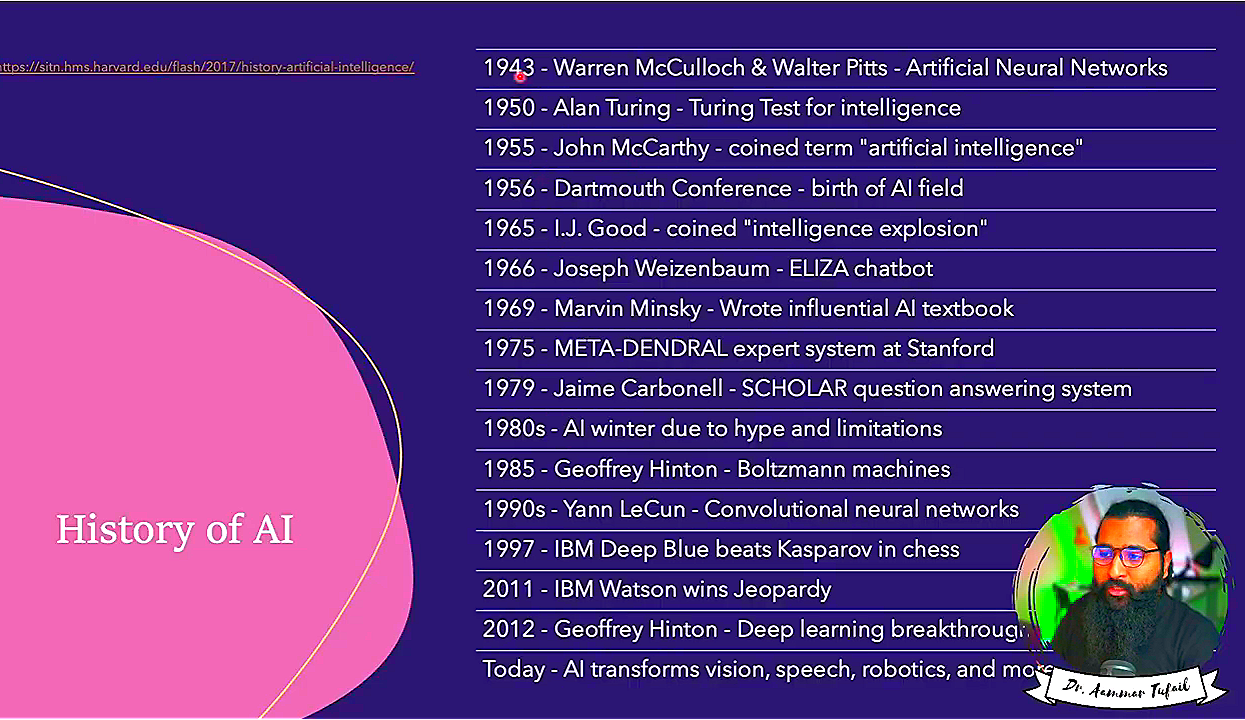 https://sitn.hms.harvard.edu/flash/2017/history-artificial-intelligence/
History of AI
1943 - Warren McCulloch & Walter Pitts - Artificial Neural Networks
1950 - Alan Turing - Turing Test for intelligence
1955 - John McCarthy - coined term "artificial intelligence"
1956 - Dartmouth Conference - birth of AI field
1965 - I.J. Good - coined "intelligence explosion"
1966 - Joseph Weizenbaum - ELIZA chatbot
1969 - Marvin Minsky - Wrote influential AI textbook
1975 - META-DENDRAL expert system at Stanford
1979 - Jaime Carbonell - SCHOLAR question answering system
1980s - AI winter due to hype and limitations
1985 - Geoffrey Hinton - Boltzmann machines
1990s - Yann LeCun - Convolutional neural networks
1997 - IBM Deep Blue beats Kasparov in chess
2011 - IBM Watson wins Jeopardy
2012 - Geoffrey Hinton - Deep learning breakthrough
Today - AI transforms vision, speech, robotics, and more
Dr. Aammar Tufail